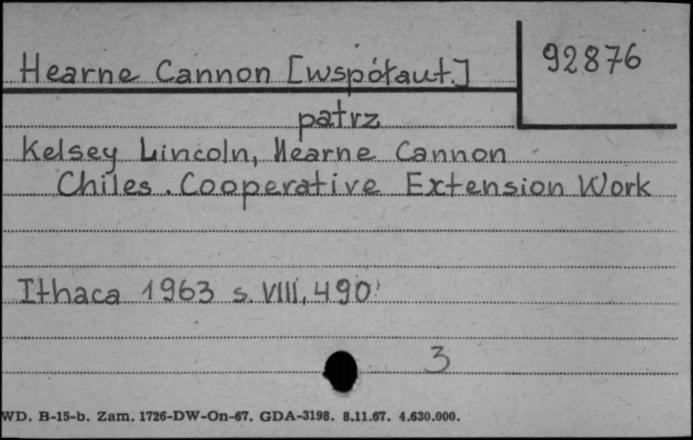 Hearne Cannon [współaut.]
92876
patrz
Kelsey Lincoln, Hearne Cannon
Chiles. Cooperative Extension Work
Ithaca 1963 s. VIII, 490
3
WD. B-15-b. Zam. 1726-DW-On-67. GDA-3198. 8.11.67. 4.630.000.